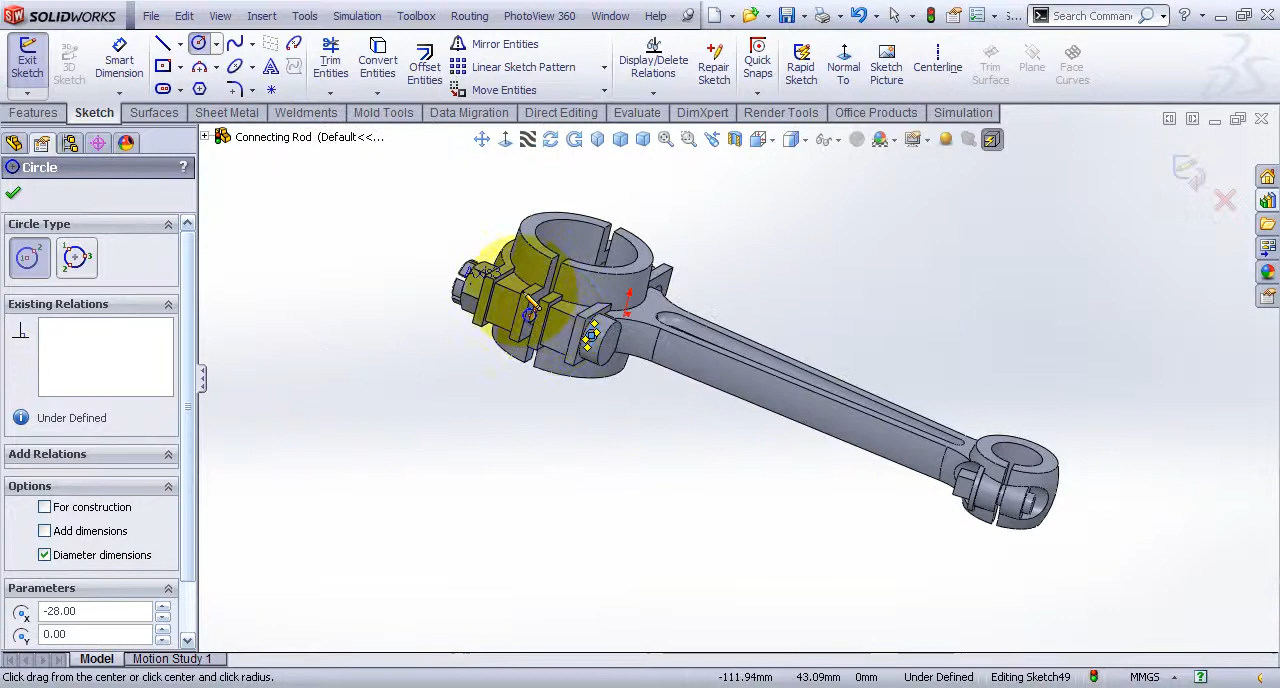 SOLIDWORKS File Edit View Insert Tools Simulation Toolbox Routing PhotoView 360 Window Help S... Search Comman
Exit Sketch
3D Sketch
Smart Dimension
Trim Entities
Convert Entities
Offset Entities
Mirror Entities
Linear Sketch Pattern
Move Entities
Display/Delete Relations
Repair Sketch
Quick Snaps
Rapid Sketch
Normal To
Sketch Picture
Centerline
Trim Surface
Plane
Face Curves
Features Sketch Surfaces Sheet Metal Weldments Mold Tools Data Migration Direct Editing Evaluate DimXpert Render Tools Office Products Simulation
Connecting Rod (Default<<...
Circle ?
Circle Type
Existing Relations
Under Defined
Add Relations
Options
For construction
Add dimensions
Diameter dimensions
Parameters
-28.00
0.00
Model Motion Study 1
Click drag from the center or click center and click radius. -111.94mm 43.09mm 0mm Under Defined Editing Sketch49 MMGS ?